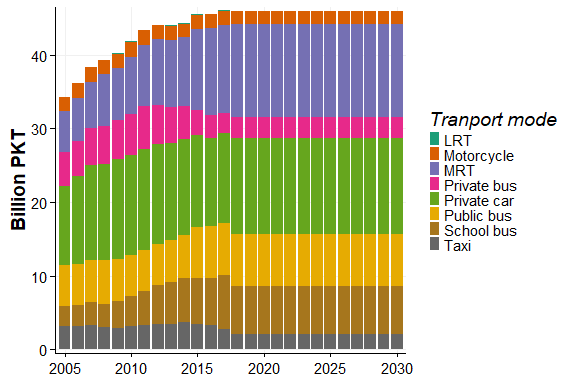 Billion PKT
40
30
20
10
0
2005
2010
2015
2020
2025
2030
Tranport mode
LRT
Motorcycle
MRT
Private bus
Private car
Public bus
School bus
Taxi